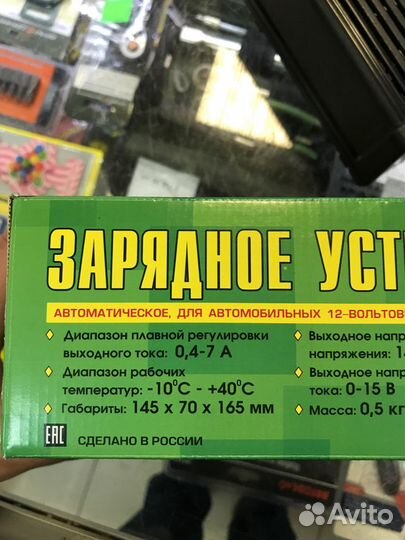 ЗАРЯДНОЕ
АВТОМАТИЧЕСКОЕ, ДЛЯ АВТОМОБИЛЬНЫХ 12-ВОЛЬТОВ
Диапазон плавной регулировки
выходного тока: 0,4-7 А
Диапазон рабочих
температур: -10°C - +40°C
Габариты: 145 х 70 х 165 мм
Выходное напр
напряжения: 1
Выходное напр
тока: 0-15 В
Масса: 0,5 кг
EAC СДЕЛАНО В РОССИИ
Avito